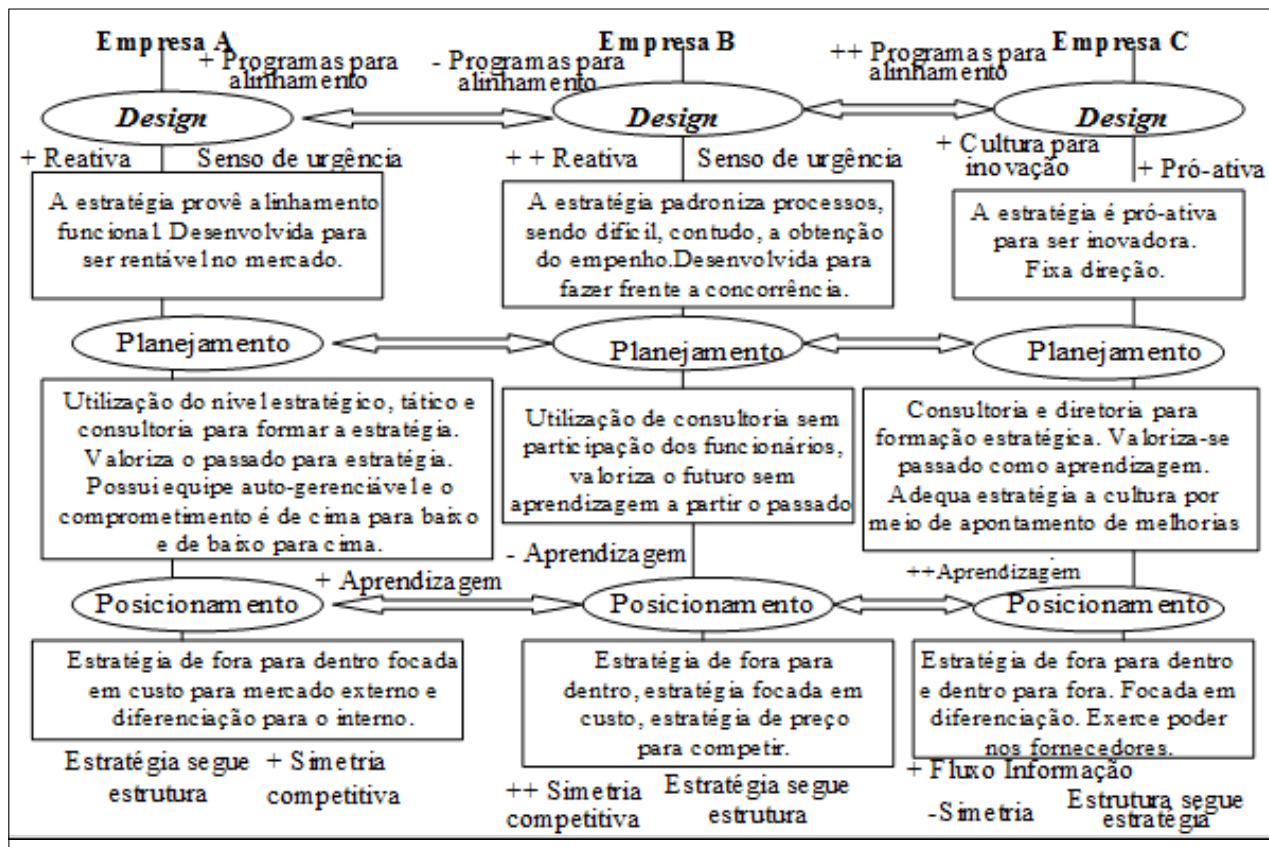 Empresa A
Empresa B
Empresa C
+ Programas para
alinhamento
- Programas para
alinhamento
++ Programas para
alinhamento
Design
Design
Design
+ Reativa
Senso de urgência
+ + Reativa
Senso de urgência
+ Cultura para
inovação
+ Pró-ativa
A estratégia provê alinhamento
funcional. Desenvolvida para
ser rentável no mercado.
A estratégia padroniza processos,
sendo difícil, contudo, a obtenção
do empenho.Desenvolvida para
fazer frente a concorrência.
A estratégia é pró-ativa
para ser inovadora.
Fixa direção.
Planejamento
Planejamento
Planejamento
Utilização do nível estratégico, tático e
consultoria para formar a estratégia.
Valoriza o passado para estratégia.
Possui equipe auto-gerenciável e o
comprometimento é de cima para baixo
e de baixo para cima.
Utilização de consultoria sem
participação dos funcionários,
valoriza o futuro sem
aprendizagem a partir o passado
Consultoria e diretoria para
formação estratégica. Valoriza-se
passado como aprendizagem.
Adequa estratégia a cultura por
meio de apontamento de melhorias
+ Aprendizagem
- Aprendizagem
++Aprendizagem
Posicionamento
Posicionamento
Posicionamento
Estratégia de fora para dentro focada
em custo para mercado externo e
diferenciação para o interno.
Estratégia de fora para
dentro, estratégia focada em
custo, estratégia de preço
para competir.
Estratégia de fora para dentro
e dentro para fora. Focada em
diferenciação. Exerce poder
nos fornecedores.
Estratégia segue
estrutura
+ Simetria
competitiva
++ Simetria
competitiva
Estratégia segue
estrutura
+ Fluxo Informação
-Simetria
Estrutura segue
estratégia